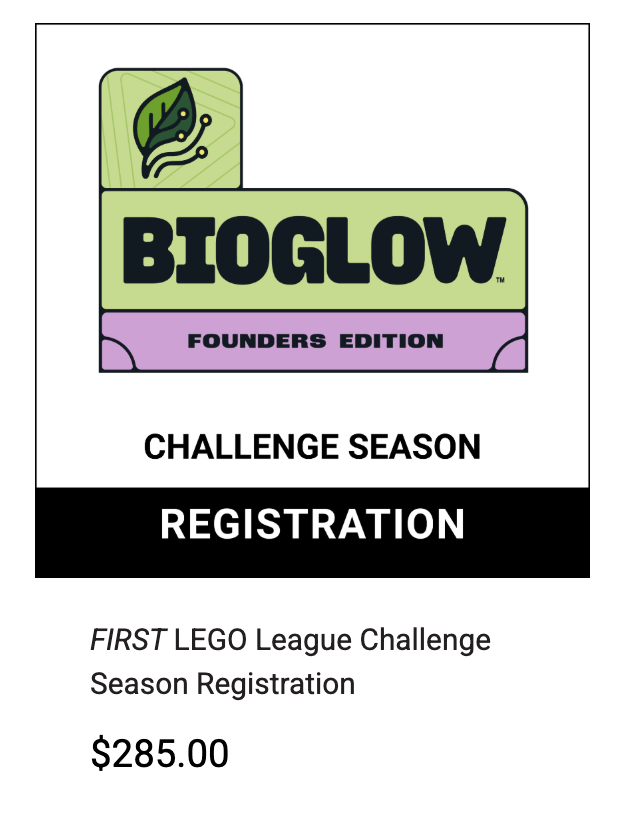 BIOGLOW™
FOUNDERS EDITION
CHALLENGE SEASON
REGISTRATION
FIRST LEGO League Challenge
Season Registration
$285.00